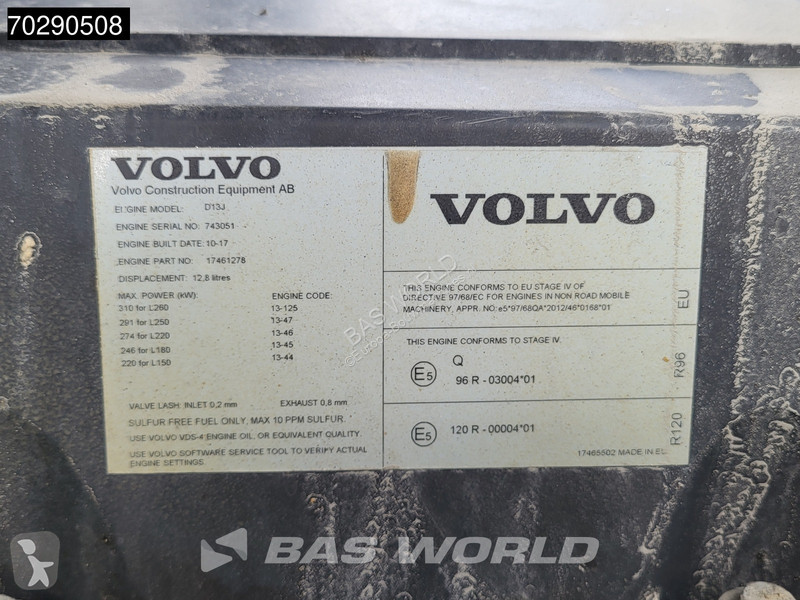 70290508
VOLVO
Volvo Construction Equipment AB
ENGINE MODEL: D13J
ENGINE SERIAL NO: 743051
ENGINE BUILT DATE: 10-17
ENGINE PART NO: 17461278
DISPLACEMENT: 12,8 litres
MAX. POWER (kW): ENGINE CODE:
310 for L260 13-125
291 for L250 13-47
274 for L220 13-46
246 for L180 13-45
220 for L150 13-44
VALVE LASH: INLET 0,2 mm EXHAUST 0,8 mm
SULFUR FREE FUEL ONLY, MAX 10 PPM SULFUR.
USE VOLVO VDS-4 ENGINE OIL, OR EQUIVALENT QUALITY.
USE VOLVO SOFTWARE SERVICE TOOL TO VERIFY ACTUAL
ENGINE SETTINGS.
VOLVO
THIS ENGINE CONFORMS TO EU STAGE IV OF
DIRECTIVE 97/68/EC FOR ENGINES IN NON ROAD MOBILE
MACHINERY, APPR. NO: e5*97/68QA*2012/46*0168*01
EU
THIS ENGINE CONFORMS TO STAGE IV.
Q
E5 96 R - 03004*01
R96
E5 120 R -00004*01
R120
17465502 MADE IN EU
BAS WORLD
BAS WORLD